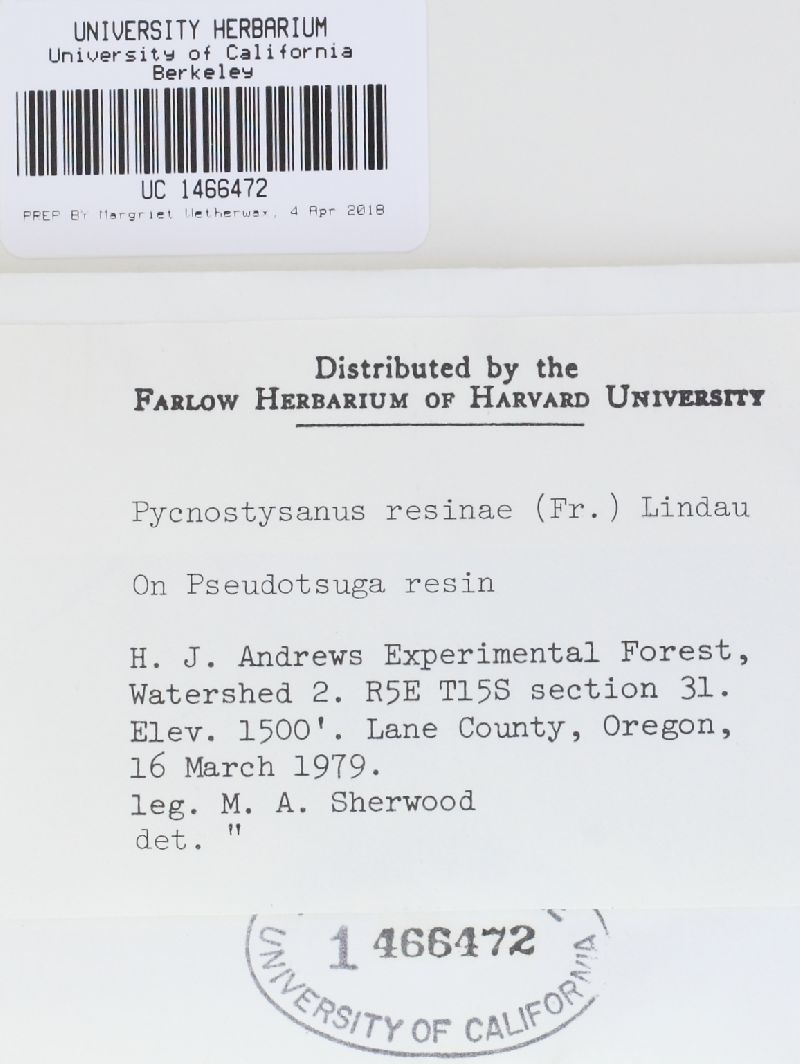 UNIVERSITY HERBARIUM
University of California
Berkeley
UC 1466472
PREP BY Margriet Wetherwax, 4 Apr 2018
Distributed by the
FARLOW HERBARIUM OF HARVARD UNIVERSITY
Pycnostysanus resinae (Fr.) Lindau
On Pseudotsuga resin
H. J. Andrews Experimental Forest,
Watershed 2. R5E T15S section 31.
Elev. 1500'. Lane County, Oregon,
16 March 1979.
leg. M. A. Sherwood
det. "
1 466472
UNIVERSITY OF CALIFORNIA